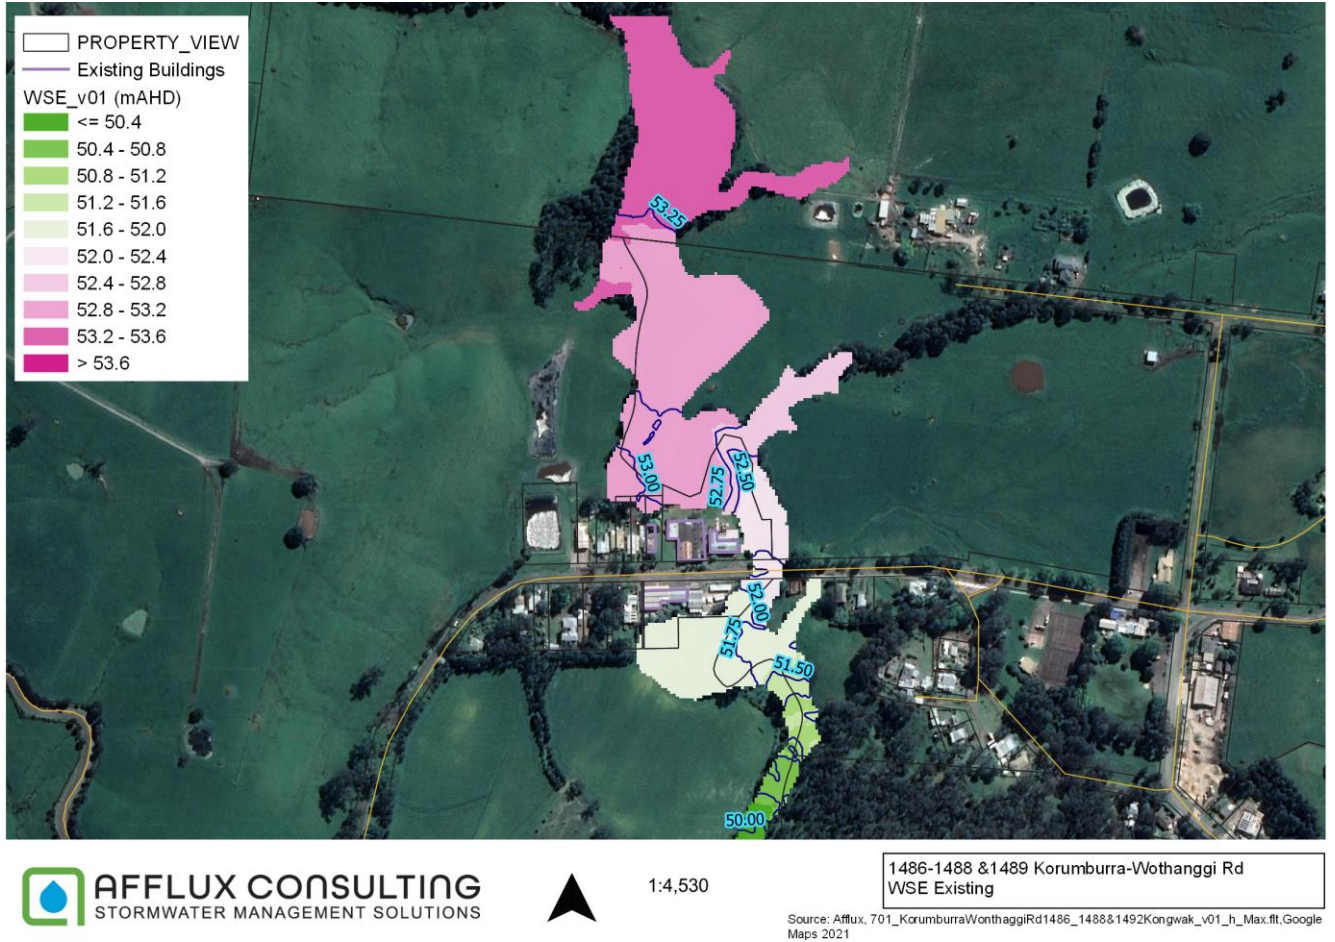 PROPERTY_VIEW
Existing Buildings
WSE_v01 (mAHD)
<= 50.4
50.4 - 50.8
50.8 - 51.2
51.2 - 51.6
51.6 - 52.0
52.0 - 52.4
52.4 - 52.8
52.8 - 53.2
53.2 - 53.6
> 53.6
53.25
53.00
52.75
52.50
52.00
51.75
51.50
50.00
AFFLUX CONSULTING
STORMWATER MANAGEMENT SOLUTIONS
1:4,530
1486-1488 &1489 Korumburra-Wothanggi Rd
WSE Existing
Source: Afflux, 701_KorumburraWonthaggiRd1486_1488&1492Kongwak_v01_h_Max.flt,Google
Maps 2021